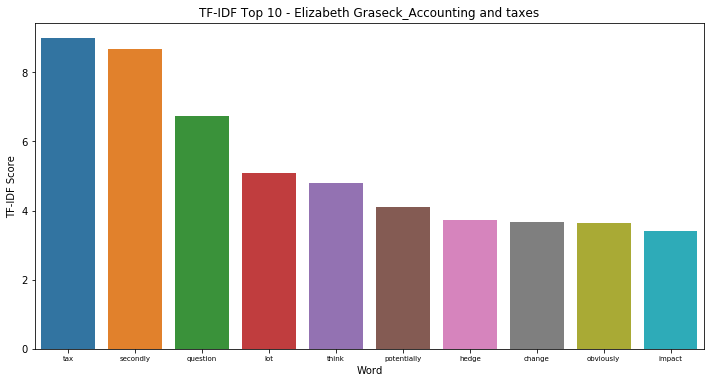 TF-IDF Top 10 - Elizabeth Graseck_Accounting and taxes
TF-IDF Score
8
6
4
2
0
tax secondly question lot think potentially hedge change obviously impact
Word